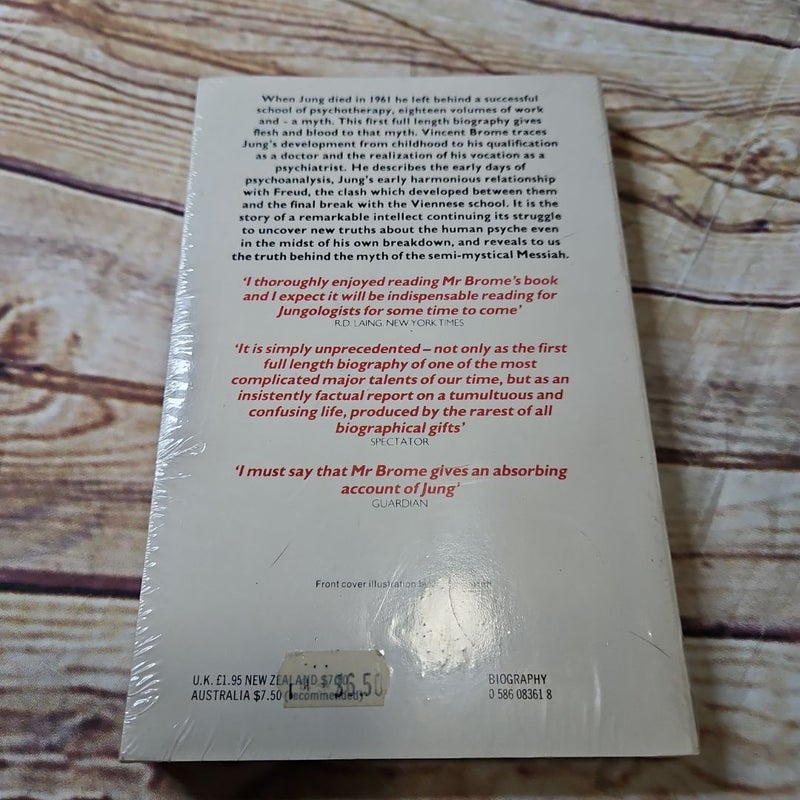 When Jung died in 1961 he left behind a successful
school of psychotherapy, eighteen volumes of work
and - a myth. This first full length biography gives
flesh and blood to that myth. Vincent Brome traces
Jung's development from childhood to his qualification
as a doctor and the realization of his vocation as a
psychiatrist. He describes the early days of
psychoanalysis, Jung's early harmonious relationship
with Freud, the clash which developed between them
and the final break with the Viennese school. It is the
story of a remarkable intellect continuing its struggle
to uncover new truths about the human psyche even
in the midst of his own breakdown, and reveals to us
the truth behind the myth of the semi-mystical Messiah.
‘I thoroughly enjoyed reading Mr Brome's book
and I expect it will be indispensable reading for
Jungologists for some time to come’
R.D. LAING, NEW YORK TIMES
‘It is simply unprecedented – not only as the first
full length biography of one of the most
complicated major talents of our time, but as an
insistently factual report on a tumultuous and
confusing life, produced by the rarest of all
biographical gifts’
SPECTATOR
‘I must say that Mr Brome gives an absorbing
account of Jung’
GUARDIAN
Front cover illustration by
U.K. £1.95 NEW ZEALAND $7.50
AUSTRALIA $7.50 (recommended)
$6.50
BIOGRAPHY
0 586 08361 8